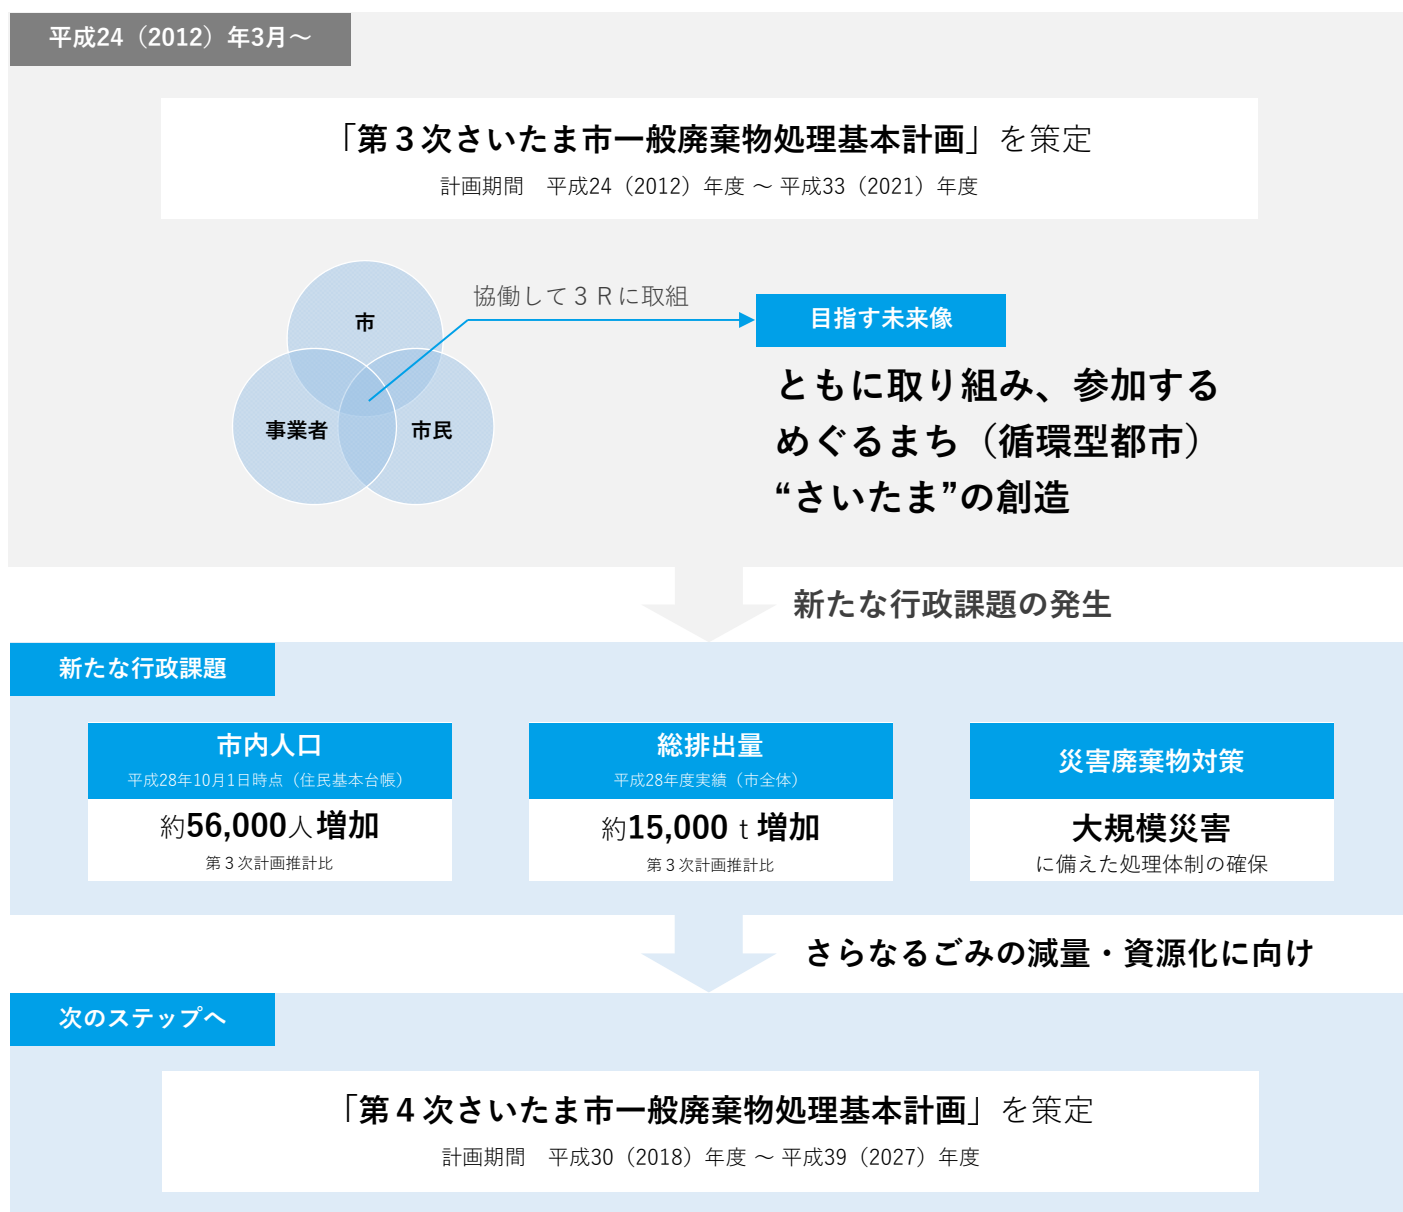 平成24（2012）年3月～
「第３次さいたま市一般廃棄物処理基本計画」を策定
計画期間　平成24（2012）年度 ～ 平成33（2021）年度
市
事業者
市民
協働して３Ｒに取組
目指す未来像
ともに取り組み、参加する
めぐるまち（循環型都市）
“さいたま”の創造
新たな行政課題の発生
新たな行政課題
市内人口
平成28年10月1日時点（住民基本台帳）
約56,000人増加
第３次計画推計比
総排出量
平成28年度実績（市全体）
約15,000ｔ増加
第３次計画推計比
災害廃棄物対策
大規模災害
に備えた処理体制の確保
さらなるごみの減量・資源化に向け
次のステップへ
「第４次さいたま市一般廃棄物処理基本計画」を策定
計画期間　平成30（2018）年度 ～ 平成39（2027）年度